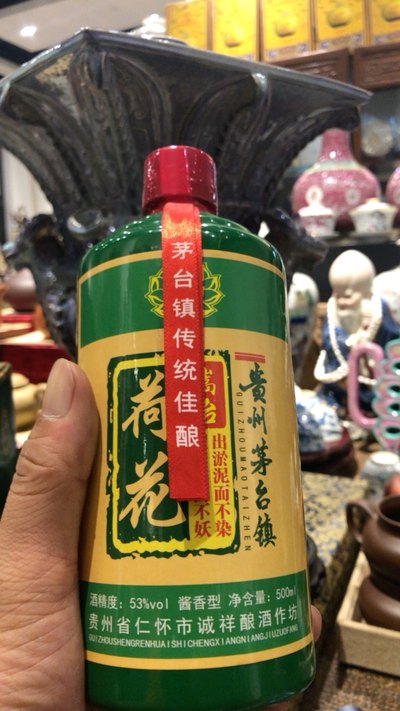 茅台镇传统佳酿
荷花
出淤泥而不染
不妖
贵州茅台镇
GUIZHOUMAOTAIZHEN
酒精度：53%vol 酱香型 净含量：500ml
贵州省仁怀市诚祥酿酒作坊
GUIZHOUSHENGRENHUAISHICHENGXIANGNIANGJIUZUOFANG